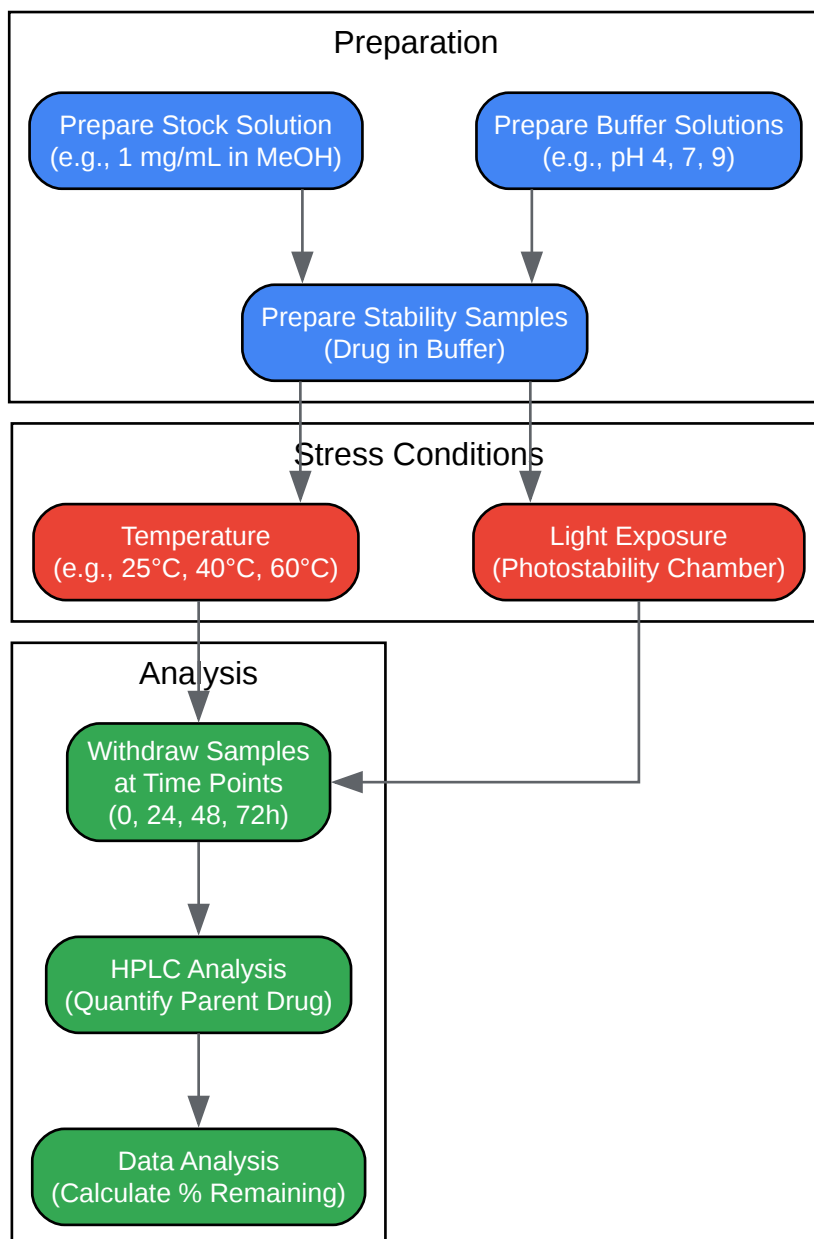 Preparation
Prepare Stock Solution
(e.g., 1 mg/mL in MeOH)
Prepare Buffer Solutions
(e.g., pH 4, 7, 9)
Prepare Stability Samples
(Drug in Buffer)
Stress Conditions
Temperature
(e.g., 25°C, 40°C, 60°C)
Light Exposure
(Photostability Chamber)
Analysis
Withdraw Samples
at Time Points
(0, 24, 48, 72h)
HPLC Analysis
(Quantify Parent Drug)
Data Analysis
(Calculate % Remaining)